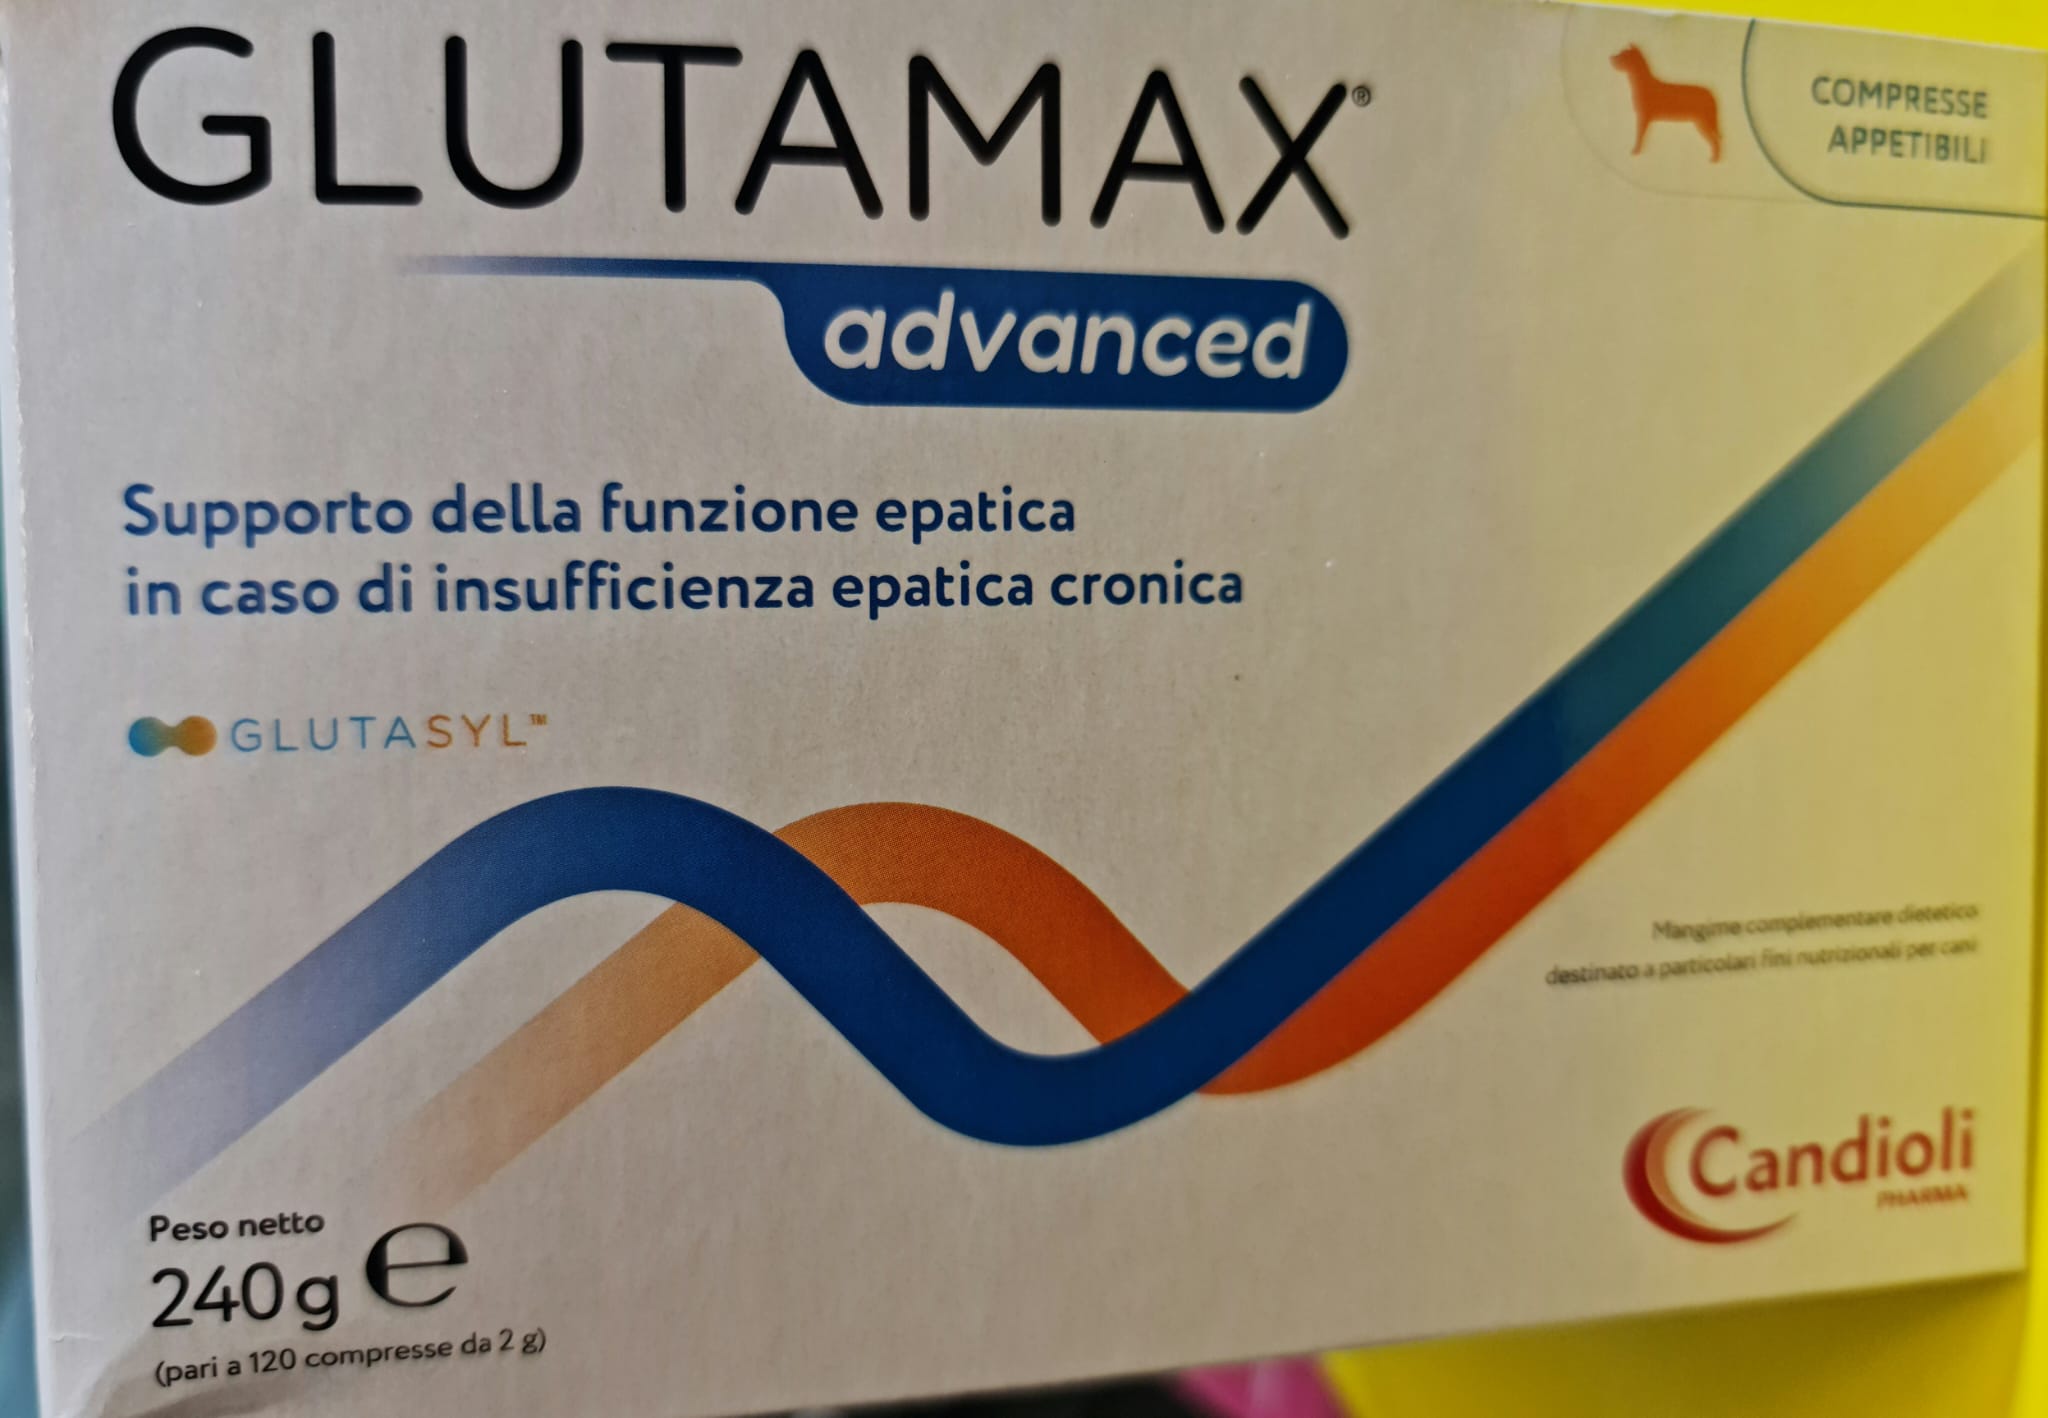 GLUTAMAX®
advanced
COMPRESSE
APPETIBILI
Supporto della funzione epatica
in caso di insufficienza epatica cronica
GLUTASYL™
Mangime complementare dietetico
destinato a particolari fini nutrizionali per cani
Candioli
PHARMA
Peso netto
240 g ℮
(pari a 120 compresse da 2 g)